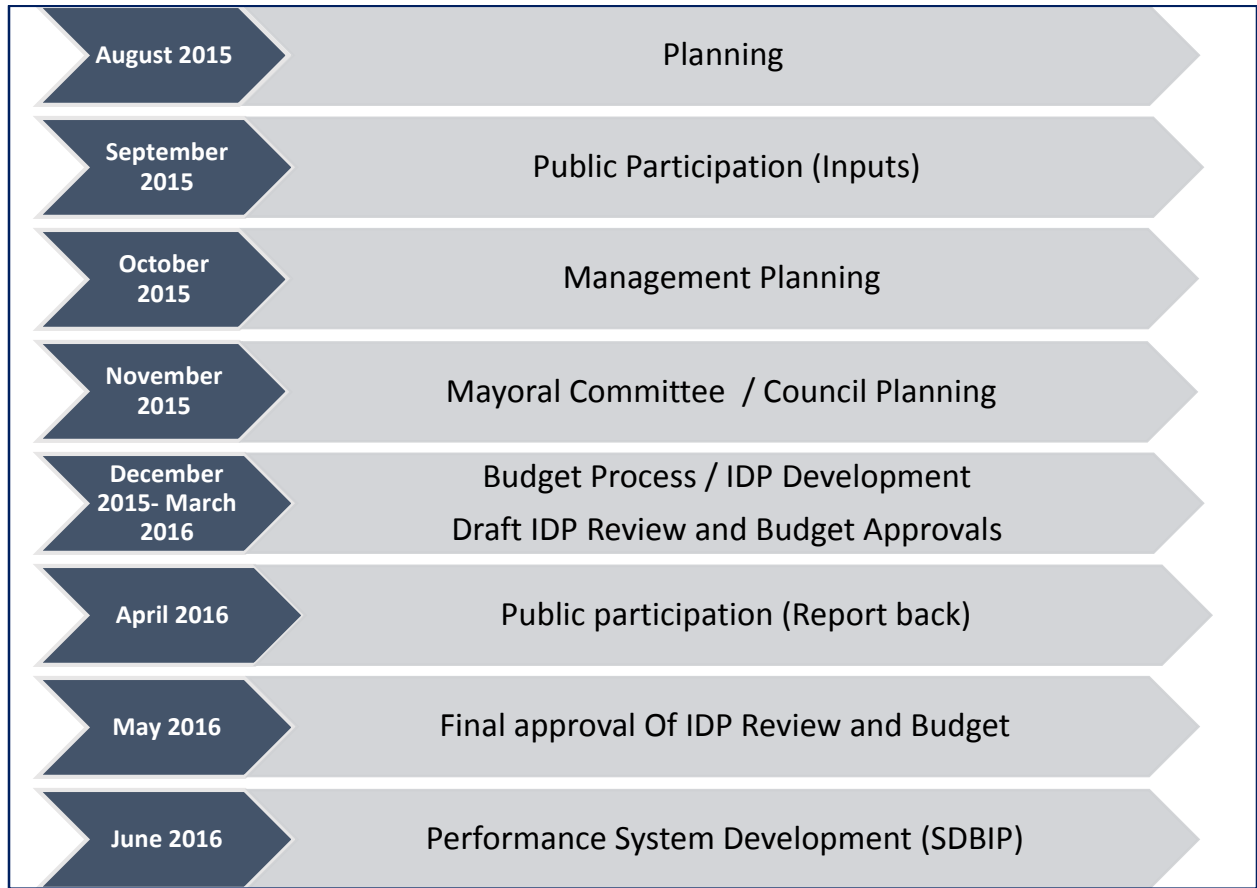 August 2015
Planning
September
2015
Public Participation (Inputs)
October
2015
Management Planning
November
2015
Mayoral Committee  / Council Planning
December
2015- March
2016
Budget Process / IDP Development
Draft IDP Review and Budget Approvals
April 2016
Public participation (Report back)
May 2016
Final approval Of IDP Review and Budget
June 2016
Performance System Development (SDBIP)